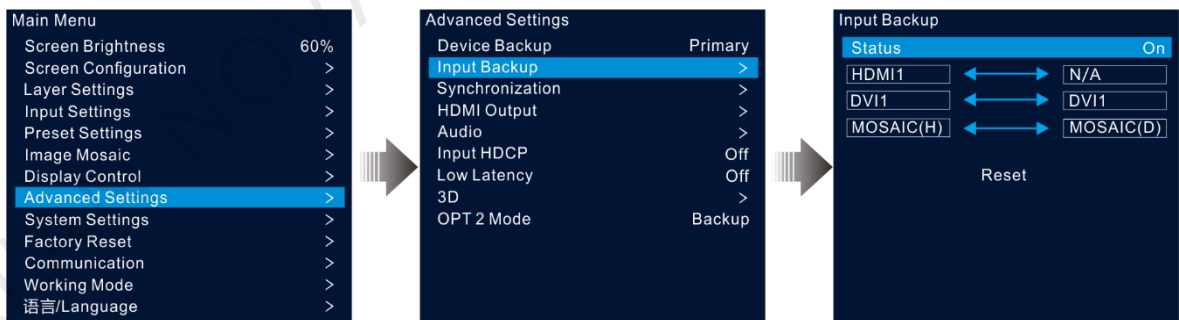 Main Menu
Screen Brightness 60%
Screen Configuration >
Layer Settings >
Input Settings >
Preset Settings >
Image Mosaic >
Display Control >
Advanced Settings >
System Settings >
Factory Reset >
Communication >
Working Mode >
语言/Language >
Advanced Settings
Device Backup Primary
Input Backup >
Synchronization >
HDMI Output >
Audio >
Input HDCP Off
Low Latency Off
3D >
OPT 2 Mode Backup
Input Backup
Status On
HDMI1 N/A
DVI1 DVI1
MOSAIC(H) MOSAIC(D)
Reset